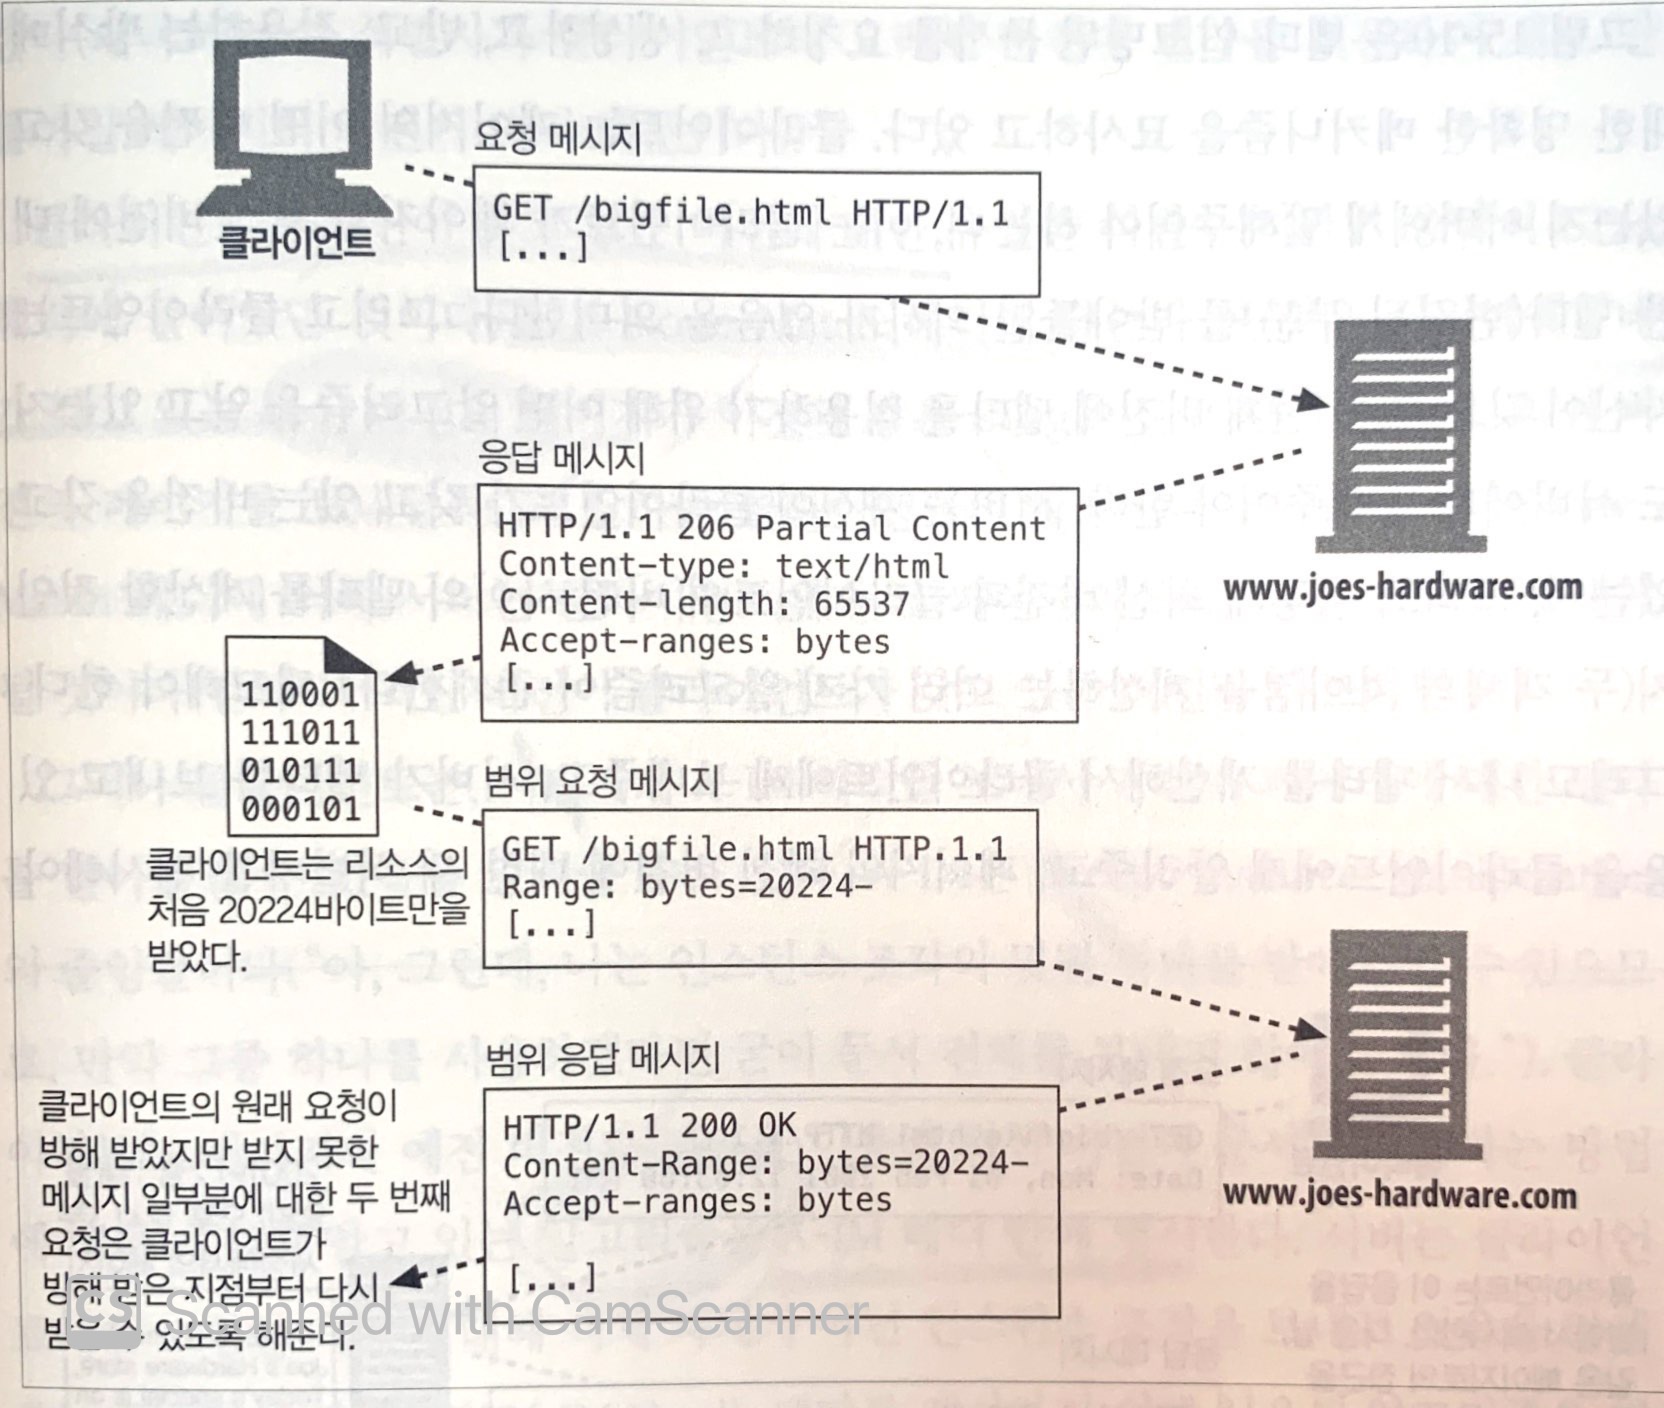 클라이언트
요청 메시지
GET /bigfile.html HTTP/1.1
[...]
응답 메시지
HTTP/1.1 206 Partial Content
Content-type: text/html
Content-length: 65537
Accept-ranges: bytes
[...]
www.joes-hardware.com
110001
111011
010111
000101
클라이언트는 리소스의
처음 20224바이트만을
받았다.
범위 요청 메시지
GET /bigfile.html HTTP.1.1
Range: bytes=20224-
[...]
범위 응답 메시지
HTTP/1.1 200 OK
Content-Range: bytes=20224-
Accept-ranges: bytes
[...]
www.joes-hardware.com
클라이언트의 원래 요청이
방해 받았지만 받지 못한
메시지 일부분에 대한 두 번째
요청은 클라이언트가
방해 받은 지점부터 다시
받을 수 있도록 해준다.
CS Scanned with CamScanner